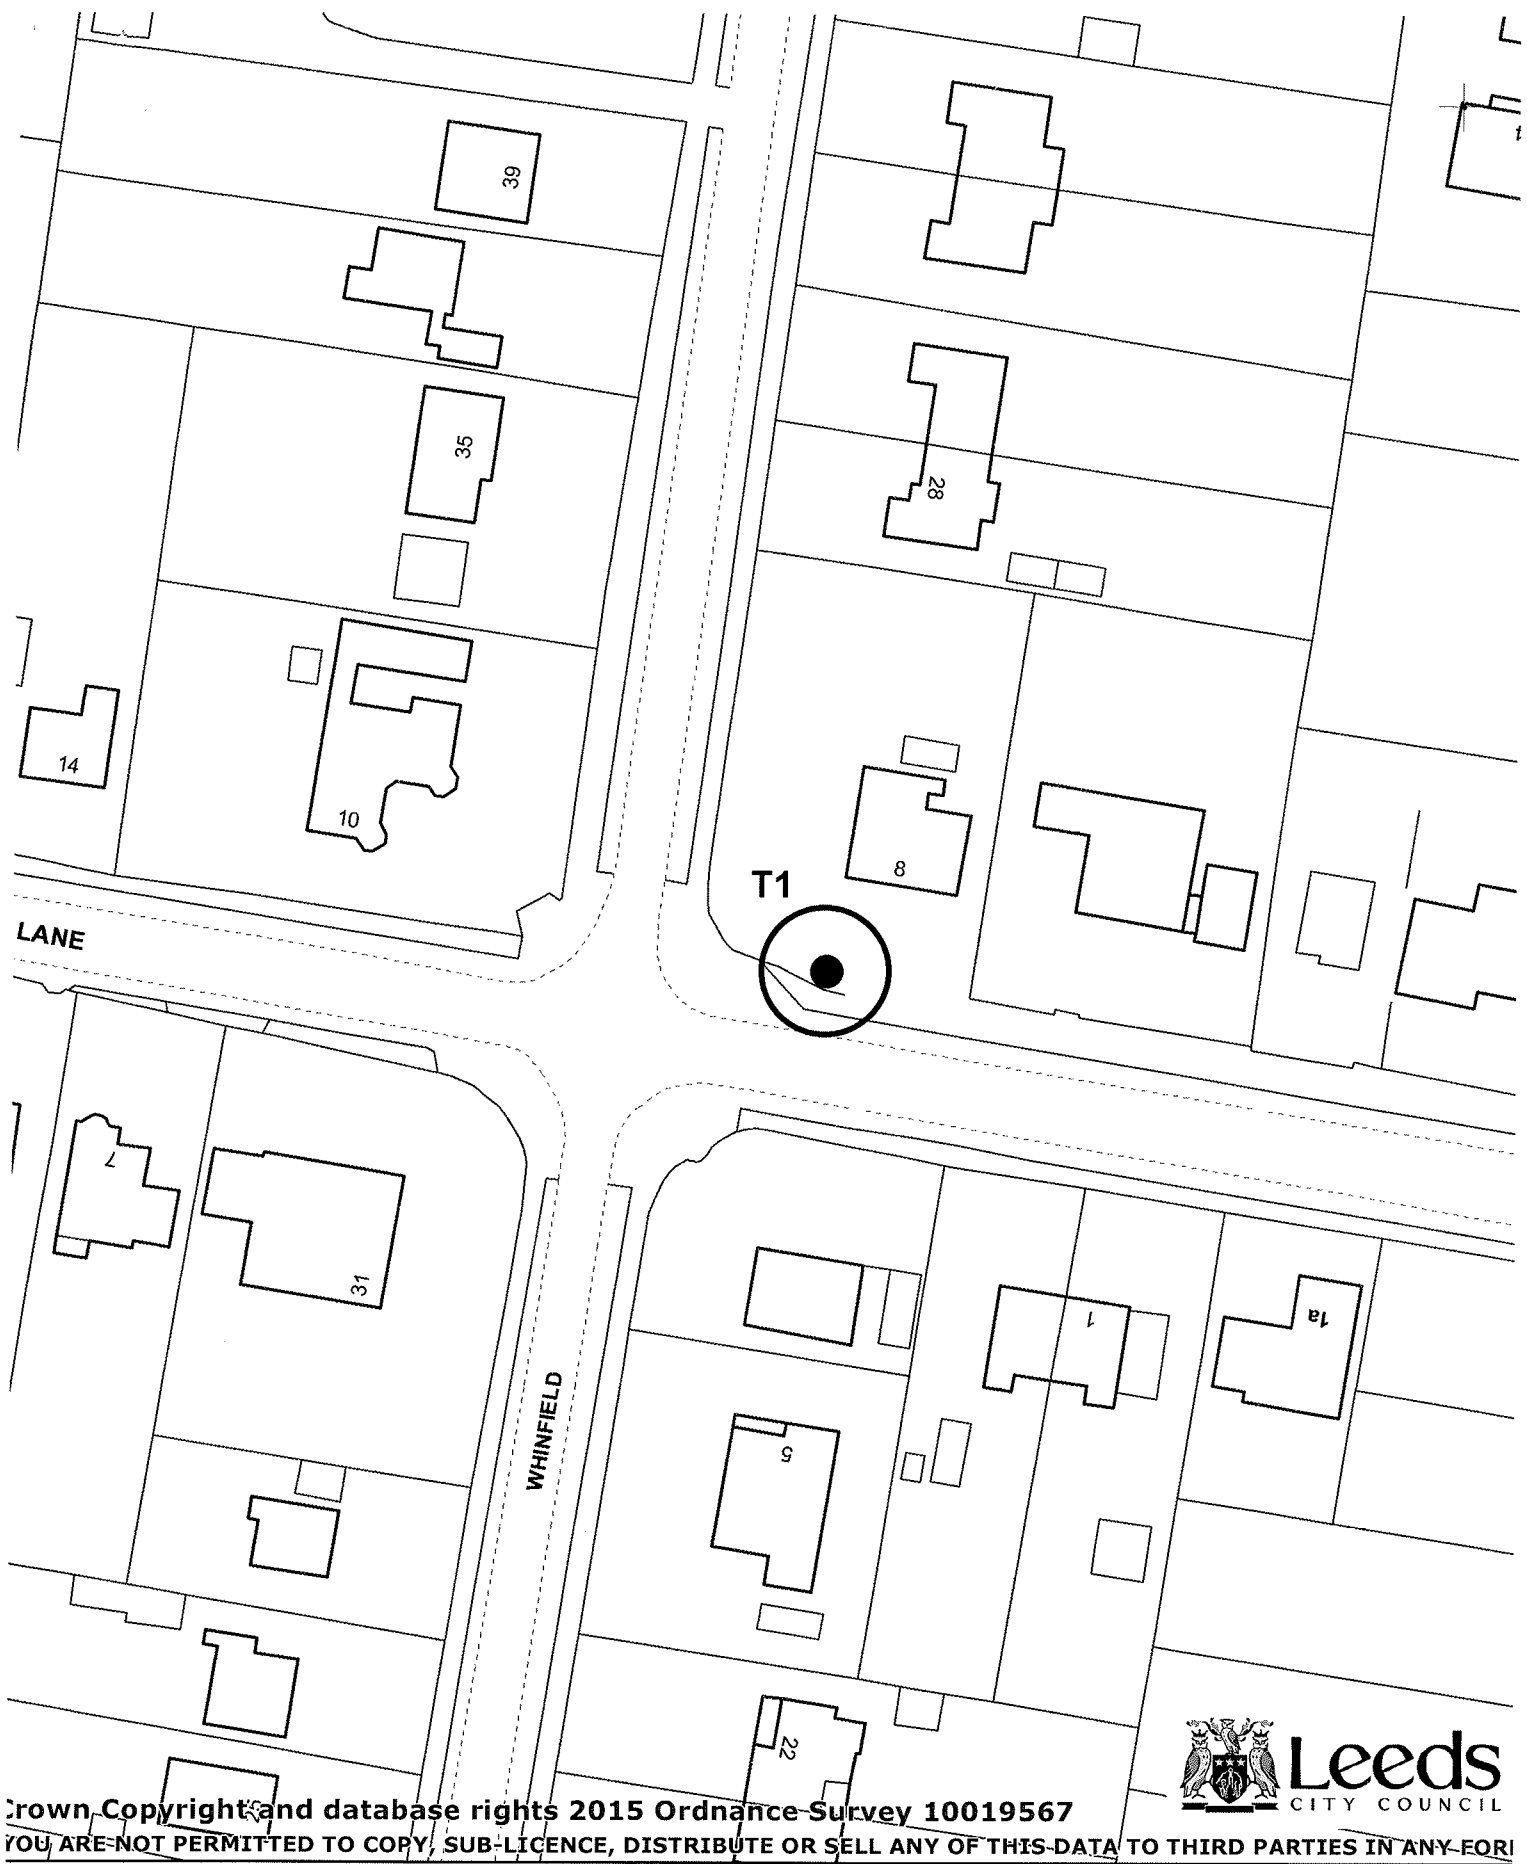 39
35
28
14
10
8
T1
LANE
7
31
1
1a
WHINFIELD
5
22
Leeds
CITY COUNCIL
Crown Copyright and database rights 2015 Ordnance Survey 10019567
YOU ARE NOT PERMITTED TO COPY, SUB-LICENCE, DISTRIBUTE OR SELL ANY OF THIS DATA TO THIRD PARTIES IN ANY FORM